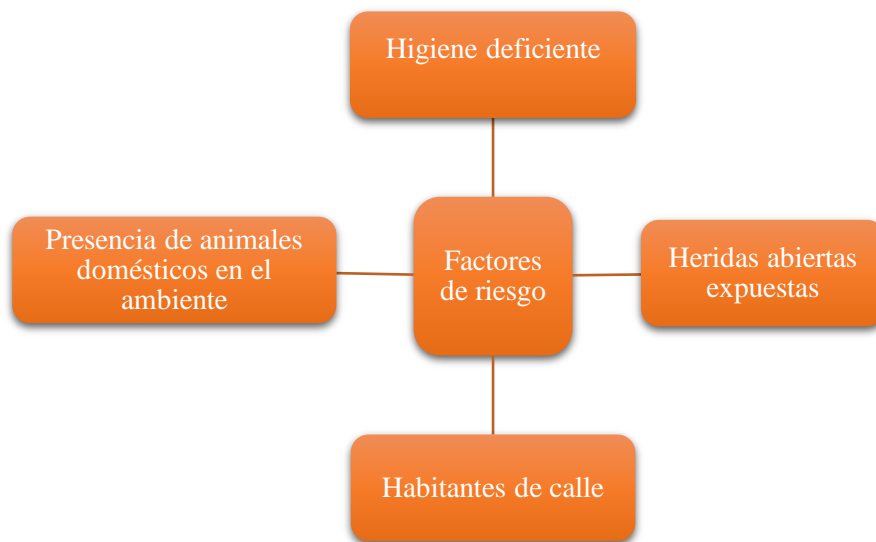 Higiene deficiente
Presencia de animales
domésticos en el
ambiente
Factores
de riesgo
Heridas abiertas
expuestas
Habitantes de calle